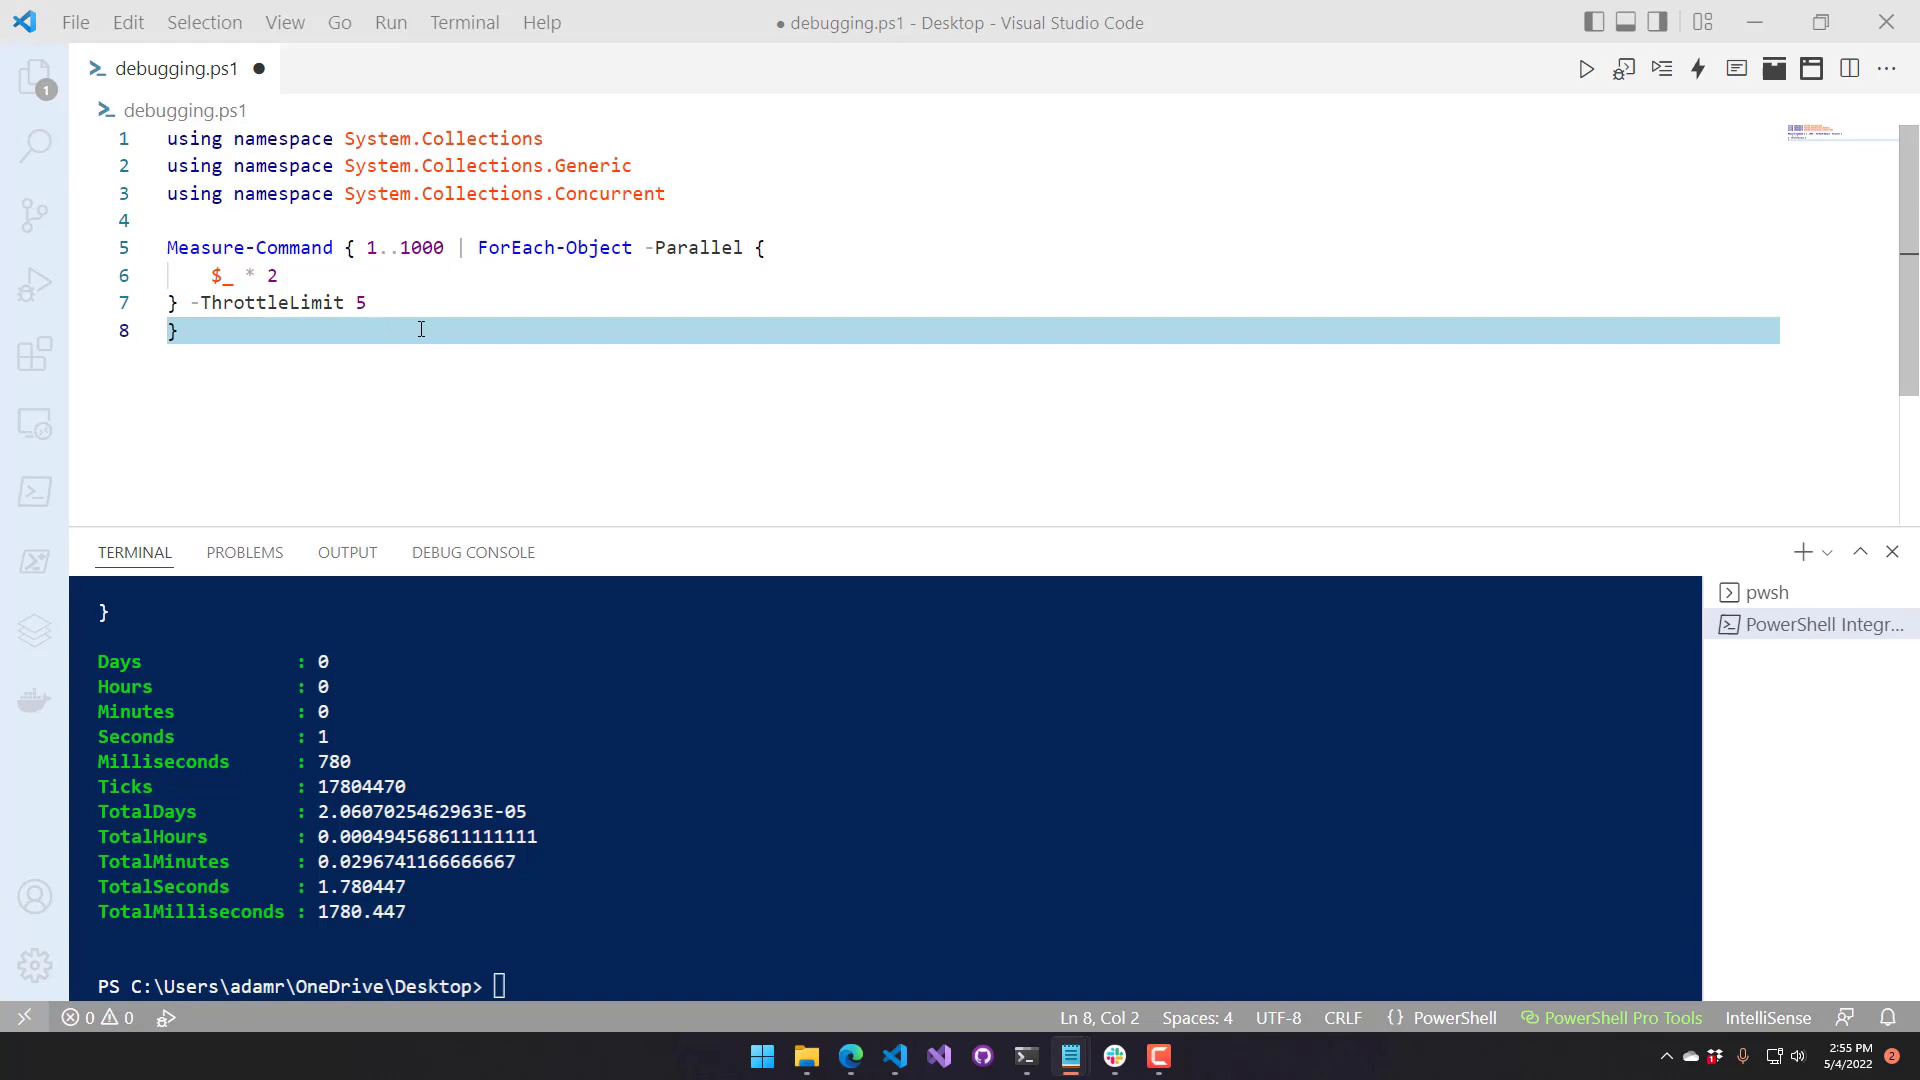 File Edit Selection View Go Run Terminal Help
● debugging.ps1 - Desktop - Visual Studio Code
debugging.ps1 ●
1
debugging.ps1
1 using namespace System.Collections
2 using namespace System.Collections.Generic
3 using namespace System.Collections.Concurrent
4
5 Measure-Command { 1..1000 | ForEach-Object -Parallel {
6 $_ * 2
7 } -ThrottleLimit 5
8 }
TERMINAL PROBLEMS OUTPUT DEBUG CONSOLE
}
pwsh
PowerShell Integr...
Days : 0
Hours : 0
Minutes : 0
Seconds : 1
Milliseconds : 780
Ticks : 17804470
TotalDays : 2.0607025462963E-05
TotalHours : 0.000494568611111111
TotalMinutes : 0.0296741166666667
TotalSeconds : 1.780447
TotalMilliseconds : 1780.447
PS C:\Users\adamr\OneDrive\Desktop>
0 0 Ln 8, Col 2 Spaces: 4 UTF-8 CRLF {} PowerShell PowerShell Pro Tools IntelliSense
2:55 PM
5/4/2022
2